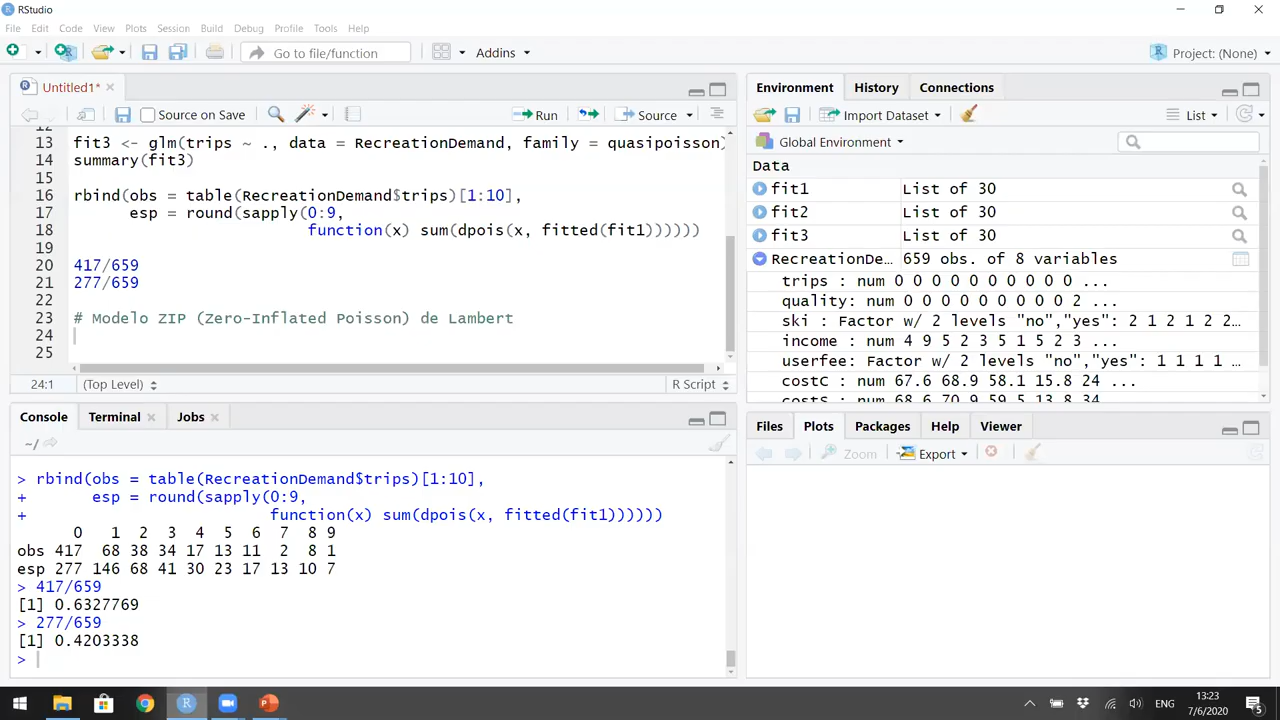 RStudio
File Edit Code View Plots Session Build Debug Profile Tools Help
Go to file/function Addins Project: (None)
Untitled1*
Source on Save Run Source
12
13 fit3 <- glm(trips ~ ., data = RecreationDemand, family = quasipoisson)
14 summary(fit3)
15
16 rbind(obs = table(RecreationDemand$trips)[1:10],
17 esp = round(sapply(0:9,
18 function(x) sum(dpois(x, fitted(fit1))))))
19
20 417/659
21 277/659
22
23 # Modelo ZIP (Zero-Inflated Poisson) de Lambert
24
25
24:1 (Top Level) R Script
Console Terminal Jobs
~/
> rbind(obs = table(RecreationDemand$trips)[1:10],
+ esp = round(sapply(0:9,
+ function(x) sum(dpois(x, fitted(fit1))))))
0 1 2 3 4 5 6 7 8 9
obs 417 68 38 34 17 13 11 2 8 1
esp 277 146 68 41 30 23 17 13 10 7
> 417/659
[1] 0.6327769
> 277/659
[1] 0.4203338
>
Environment History Connections
Import Dataset List
Global Environment
Data
fit1 List of 30
fit2 List of 30
fit3 List of 30
RecreationDe… 659 obs. of 8 variables
trips : num 0 0 0 0 0 0 0 0 0 0 ...
quality: num 0 0 0 0 0 0 0 0 0 2 ...
ski : Factor w/ 2 levels "no","yes": 2 1 2 1 2 2…
income : num 4 9 5 2 3 5 1 5 2 3 ...
userfee: Factor w/ 2 levels "no","yes": 1 1 1 1 …
costC : num 67.6 68.9 58.1 15.8 24 ...
costS : num 68.6 70.9 59.5 13.8 34 ...
Files Plots Packages Help Viewer
Zoom Export
ENG
13:23
7/6/2020
5